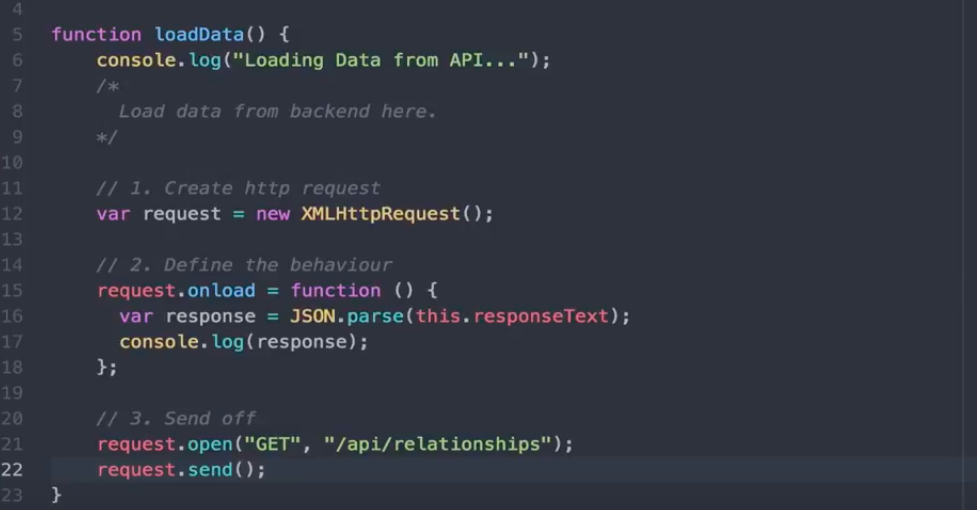 4
5 function loadData() {
6 console.log("Loading Data from API...");
7 /*
8 Load data from backend here.
9 */
10
11 // 1. Create http request
12 var request = new XMLHttpRequest();
13
14 // 2. Define the behaviour
15 request.onload = function () {
16 var response = JSON.parse(this.responseText);
17 console.log(response);
18 };
19
20 // 3. Send off
21 request.open("GET", "/api/relationships");
22 request.send();
23 }